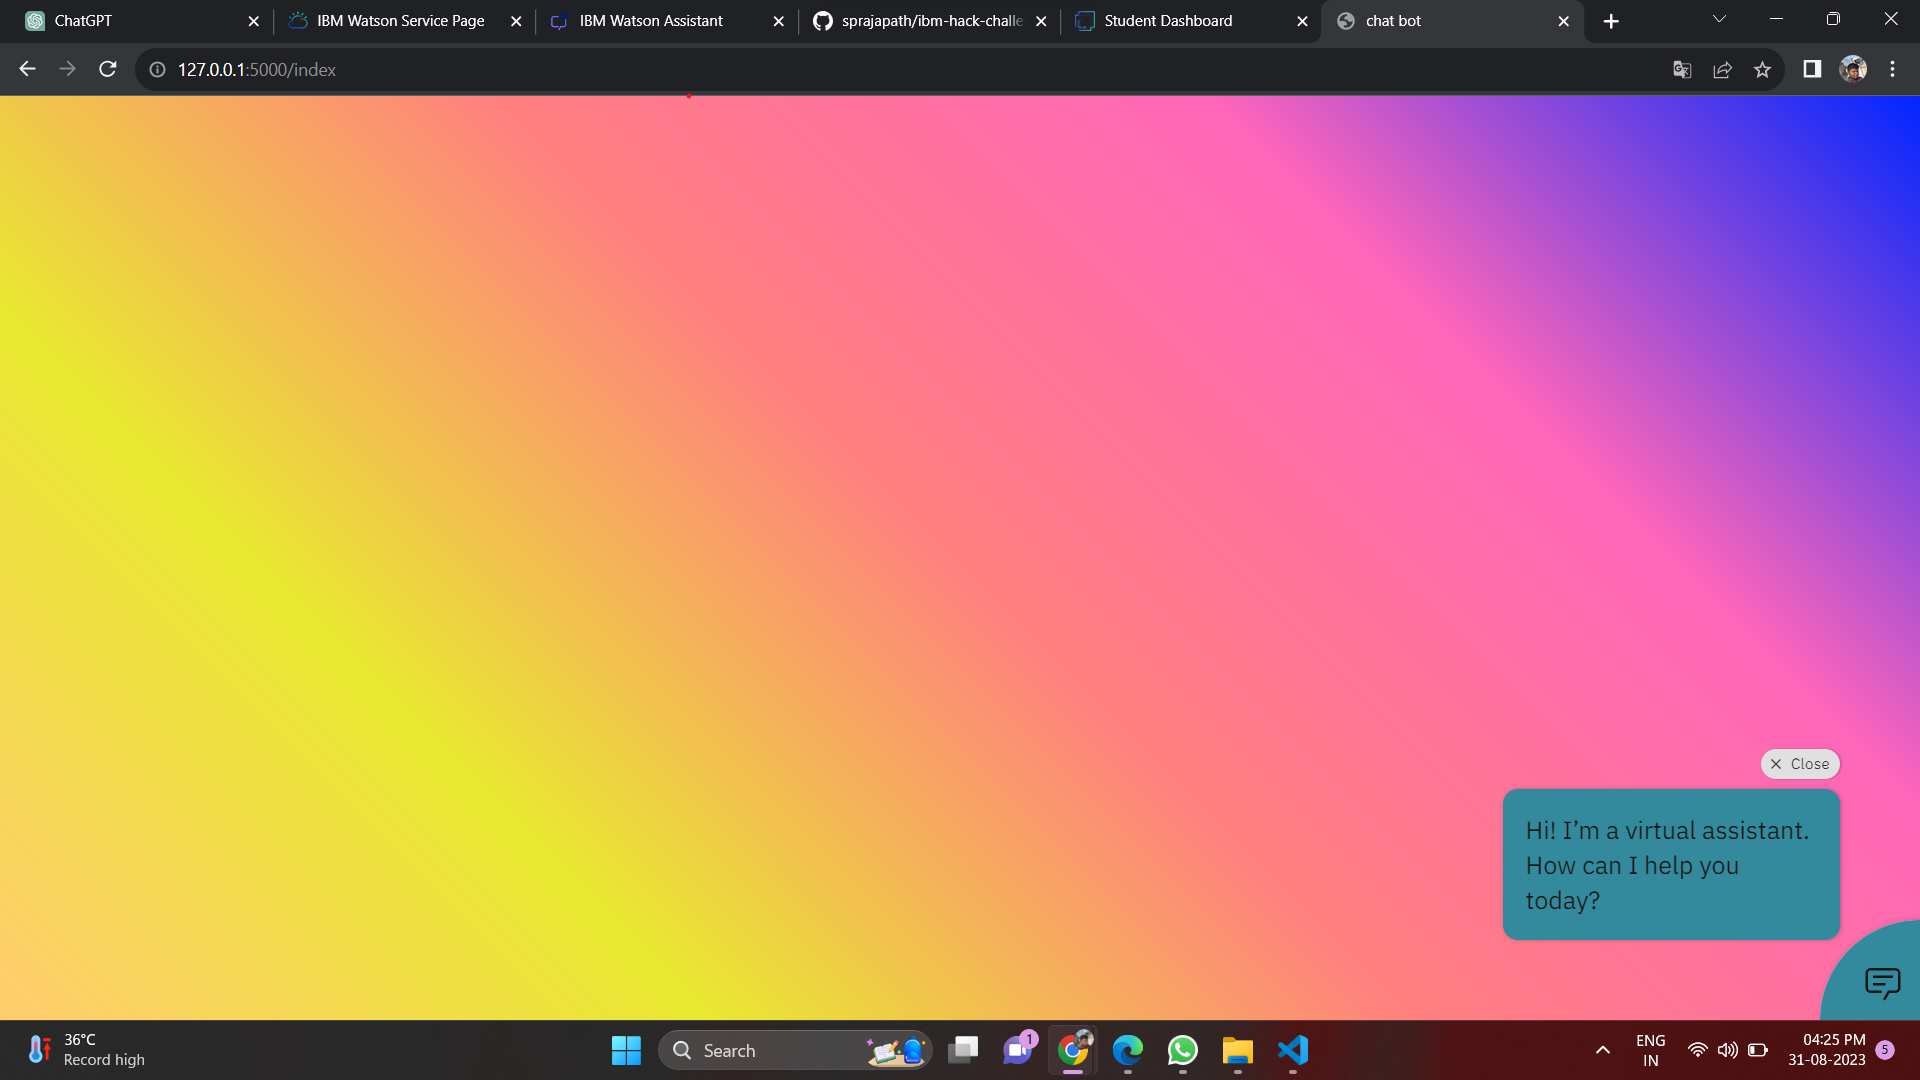 ChatGPT
IBM Watson Service Page
IBM Watson Assistant
sprajapath/ibm-hack-challe
Student Dashboard
chat bot
127.0.0.1:5000/index
Close
Hi! I’m a virtual assistant.
How can I help you
today?
36°C
Record high
Search
1
ENG
IN
04:25 PM
31-08-2023
5